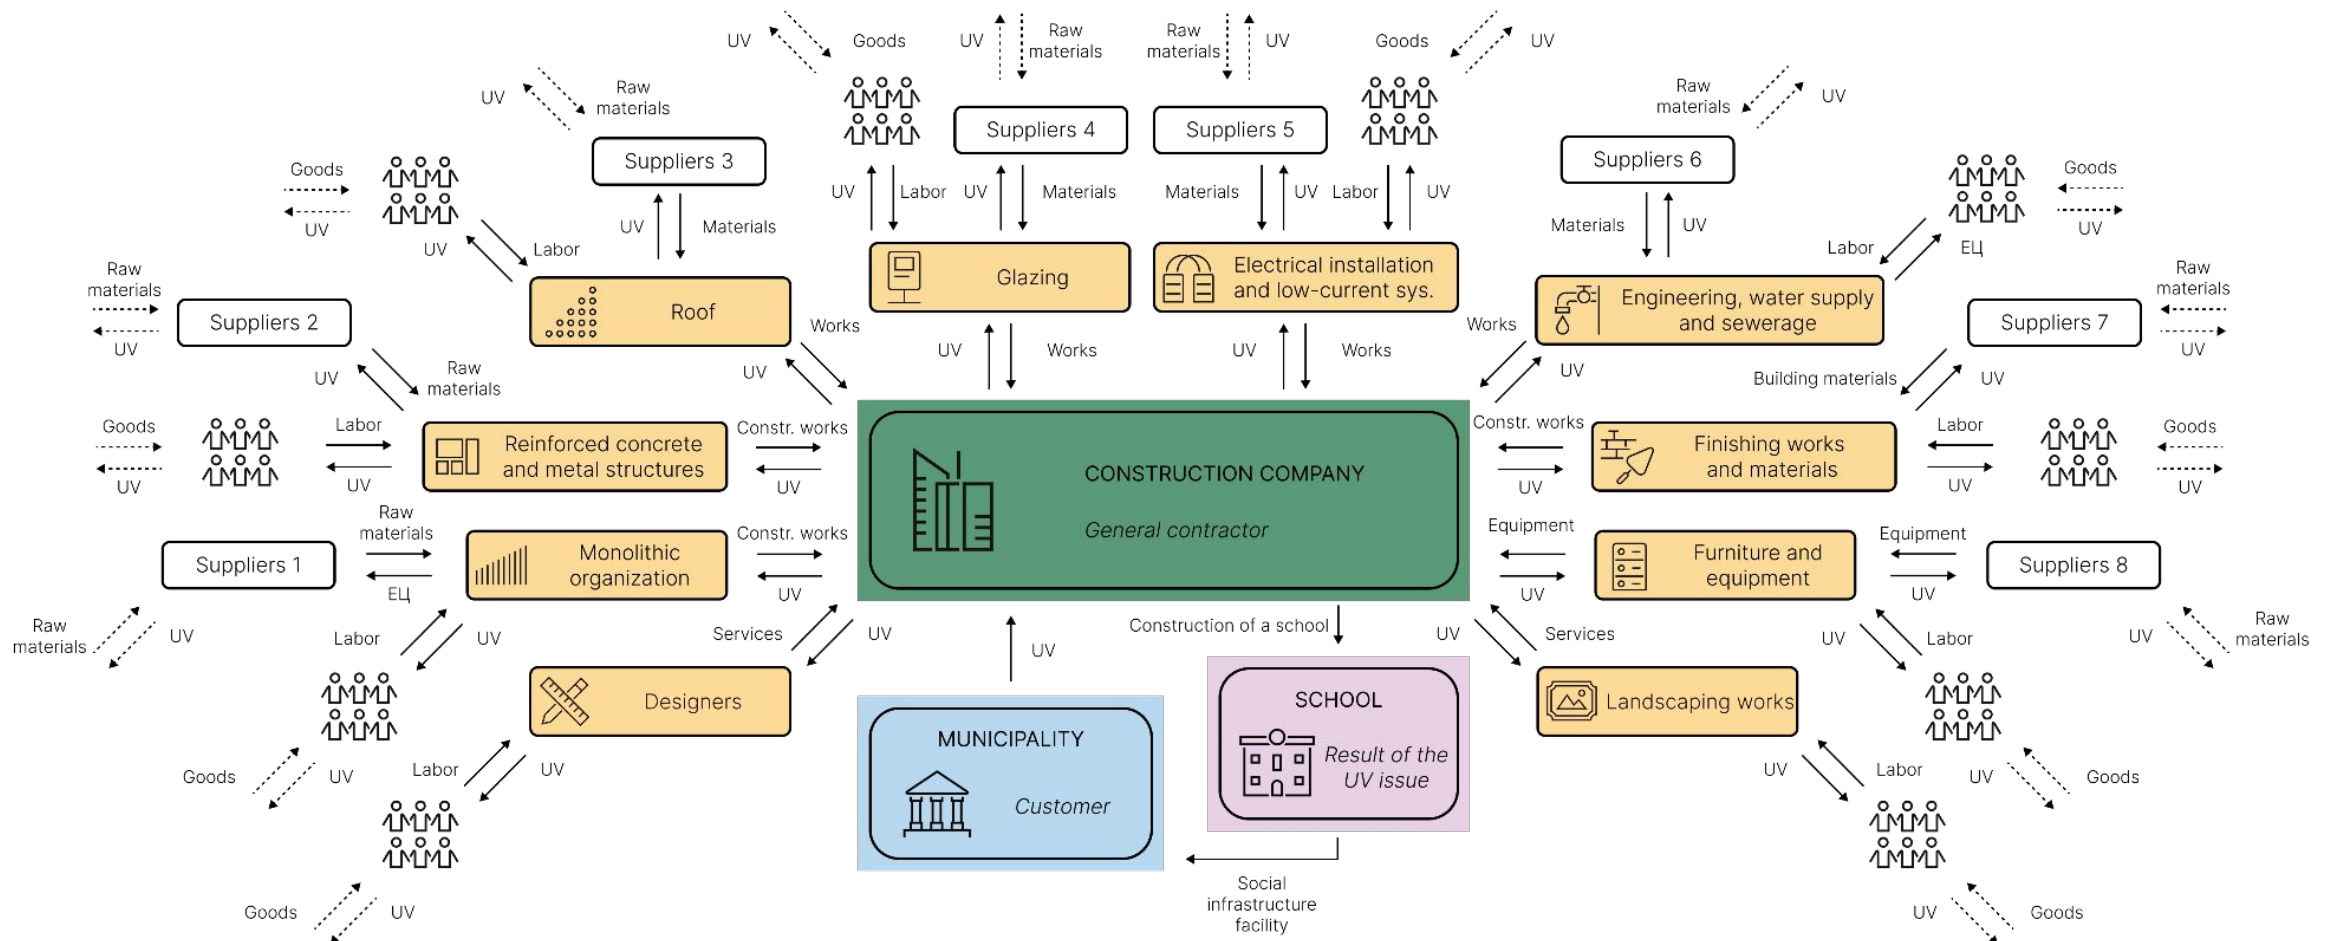 UV
Goods
UV
Raw
materials
Raw
materials
UV
Goods
UV
UV
Raw
materials
Raw
materials
UV
Suppliers 4
Suppliers 5
Suppliers 3
Suppliers 6
Goods
UV
UV
Labor
UV
Materials
Materials
UV
Labor
UV
Goods
UV
UV
Labor
UV
Materials
Materials
UV
Labor
ЕЦ
Raw
materials
UV
Suppliers 2
Roof
Glazing
Electrical installation
and low-current sys.
Engineering, water supply
and sewerage
Suppliers 7
Raw
materials
UV
Works
UV
UV
Works
UV
Works
Works
UV
UV
Raw
materials
Building materials
UV
Goods
UV
Labor
UV
Reinforced concrete
and metal structures
Constr. works
UV
CONSTRUCTION COMPANY
General contractor
Constr. works
UV
Finishing works
and materials
Labor
UV
Goods
UV
Suppliers 1
Raw
materials
ЕЦ
Monolithic
organization
Constr. works
UV
Equipment
UV
Furniture and
equipment
Equipment
UV
Suppliers 8
Raw
materials
UV
Labor
UV
Services
UV
UV
Construction of a school
UV
Services
UV
Labor
UV
Raw
materials
Designers
MUNICIPALITY
Customer
SCHOOL
Result of the
UV issue
Landscaping works
Goods
UV
Labor
UV
UV
Labor
UV
Goods
Social
infrastructure
facility
Goods
UV
UV
Goods